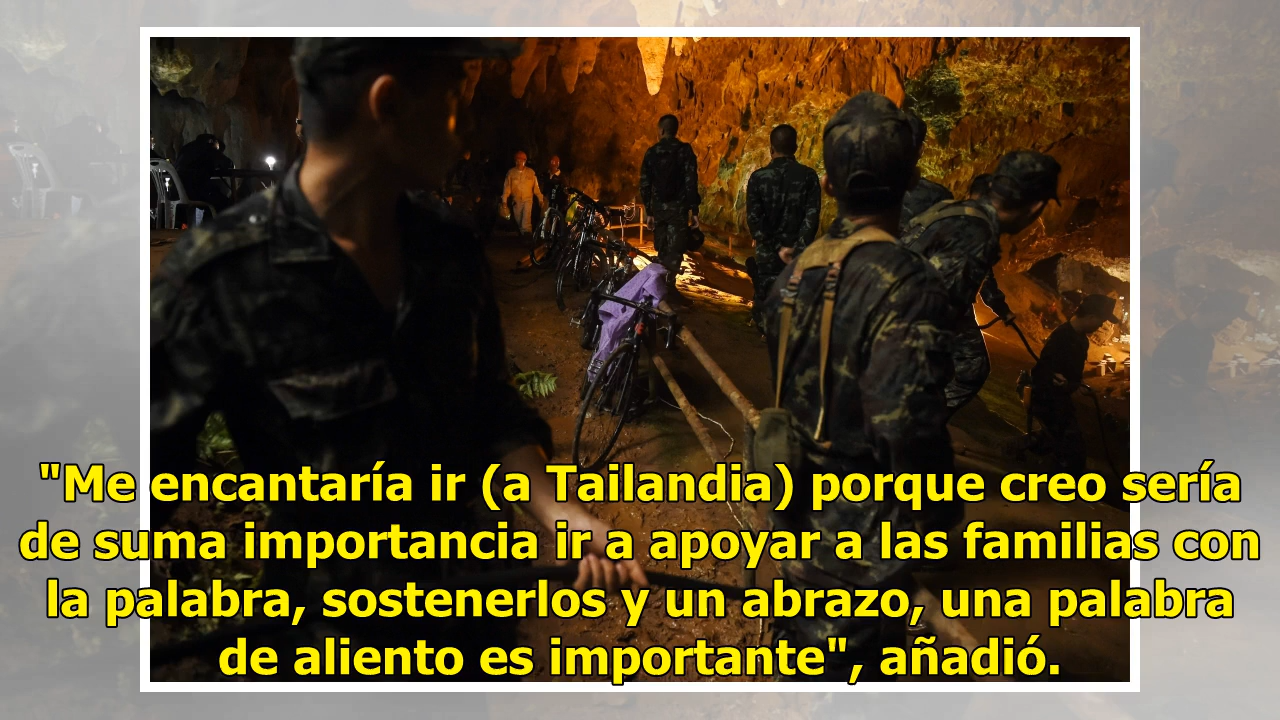 "Me encantaría ir (a Tailandia) porque creo sería
de suma importancia ir a apoyar a las familias con
la palabra, sostenerlos y un abrazo, una palabra
de aliento es importante", añadió.